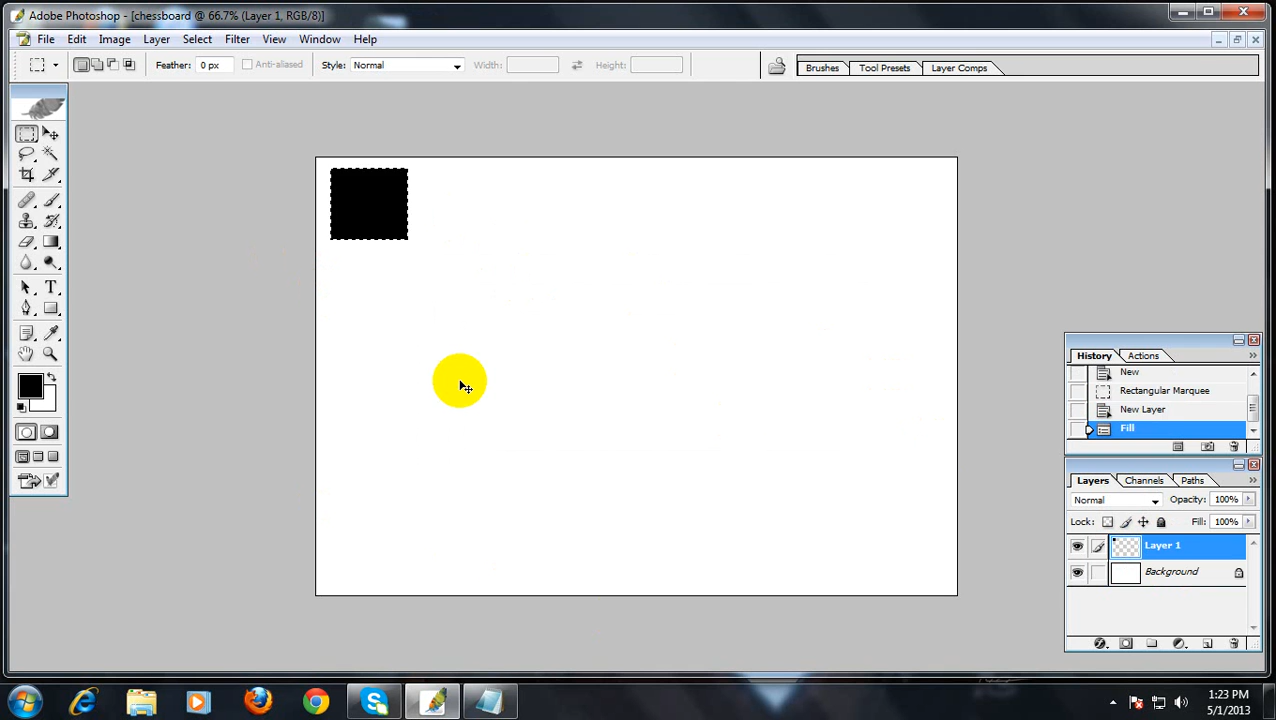 Adobe Photoshop - [chessboard @ 66.7% (Layer 1, RGB/8)]
File Edit Image Layer Select Filter View Window Help
Feather: 0 px Anti-aliased Style: Normal Width: Height: Brushes Tool Presets Layer Comps
T
History Actions
New
Rectangular Marquee
New Layer
Fill
Layers Channels Paths
Normal Opacity: 100%
Lock: Fill: 100%
Layer 1
Background
1:23 PM
5/1/2013